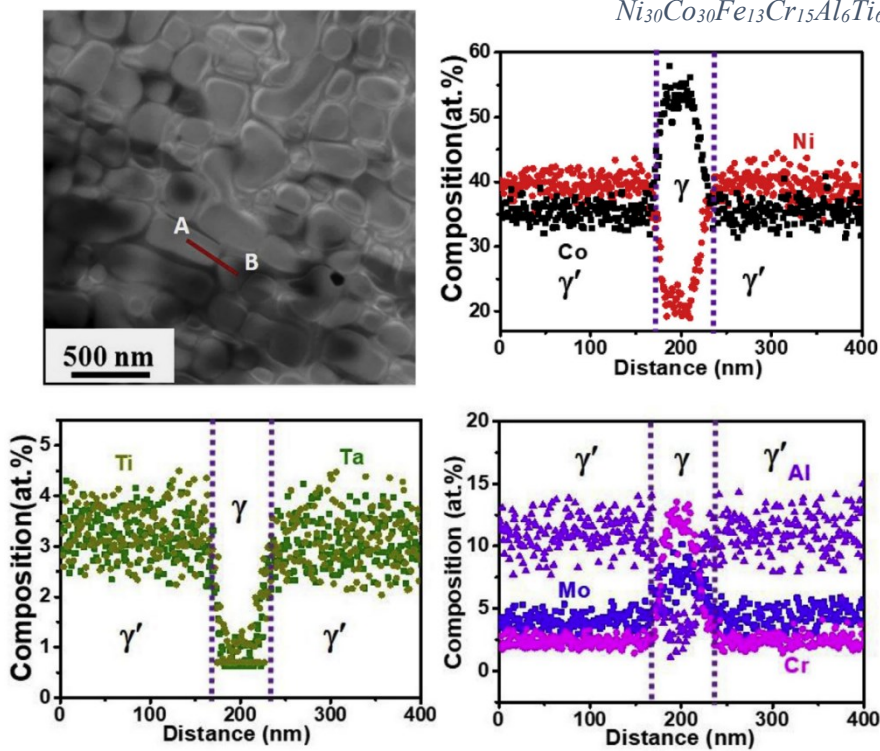 Ni30Co30Fe13Cr15Al6Ti6
A
B
500 nm
Composition(at.%)
60
50
40
30
20
Ni
γ
Co
γ′
γ′
0
100
200
300
400
Distance (nm)
Composition(at.%)
5
4
3
2
1
0
Ti
Ta
γ
γ′
γ′
0
100
200
300
400
Distance (nm)
Composition (at.%)
20
15
10
5
0
γ′
γ
γ′
Al
Mo
Cr
0
100
200
300
400
Distance (nm)